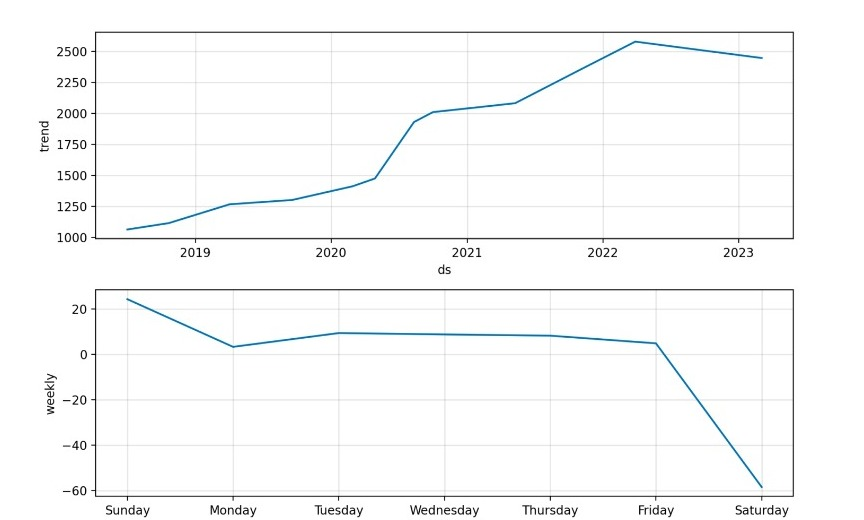 2500
2250
2000
1750
1500
1250
1000
trend
2019 2020 2021 2022 2023
ds
20
0
−20
−40
−60
weekly
Sunday Monday Tuesday Wednesday Thursday Friday Saturday